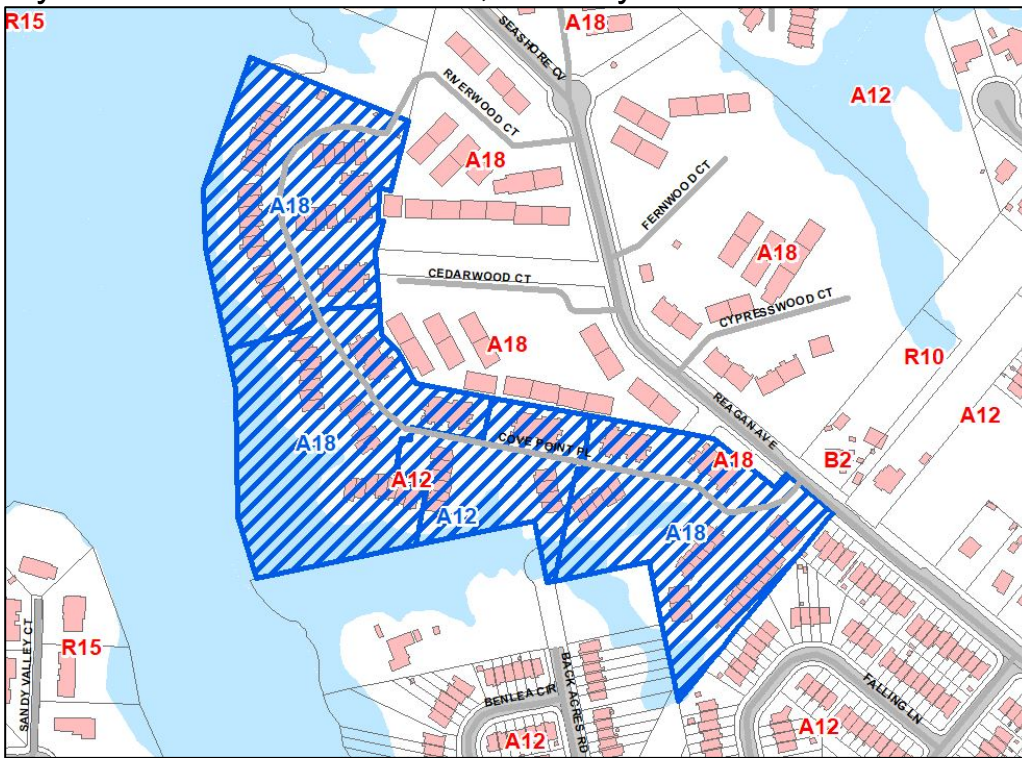 R15
A18
SEASHORE CV
RIVERWOOD CT
A12
A18
FERNWOOD CT
A18
A18
CEDARWOOD CT
CYPRESSWOOD CT
A18
R10
REAGAN AVE
A12
A18
COVE POINT PL
A18
B2
A12
A12
A18
SANDY VALLEY CT
R15
BACK ACRES RD
BENLEA CIR
FALLING LN
A12
A12